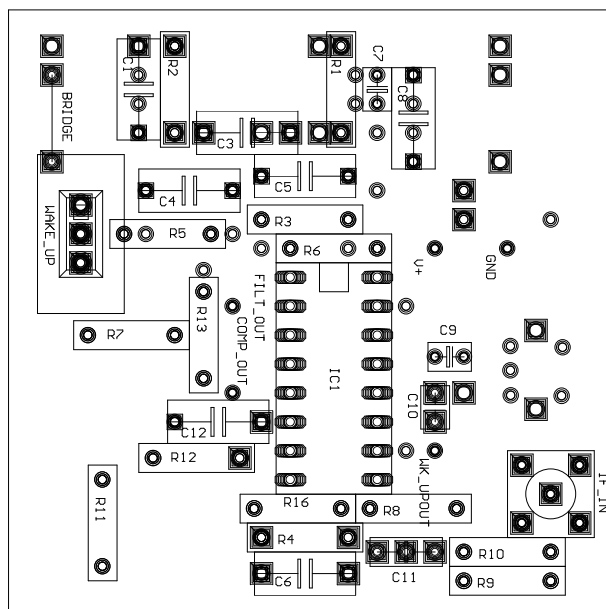 C1
R2
R1
C7
C8
BRIDGE
C3
C5
C4
WAKE_UP
R5
R3
R6
V+
GND
FILT_OUT
R13
COMP_OUT
R7
C9
IC1
C10
C12
R12
WK_UPOUT
IF_IN
R11
R16
R8
R4
C11
R10
C6
R9